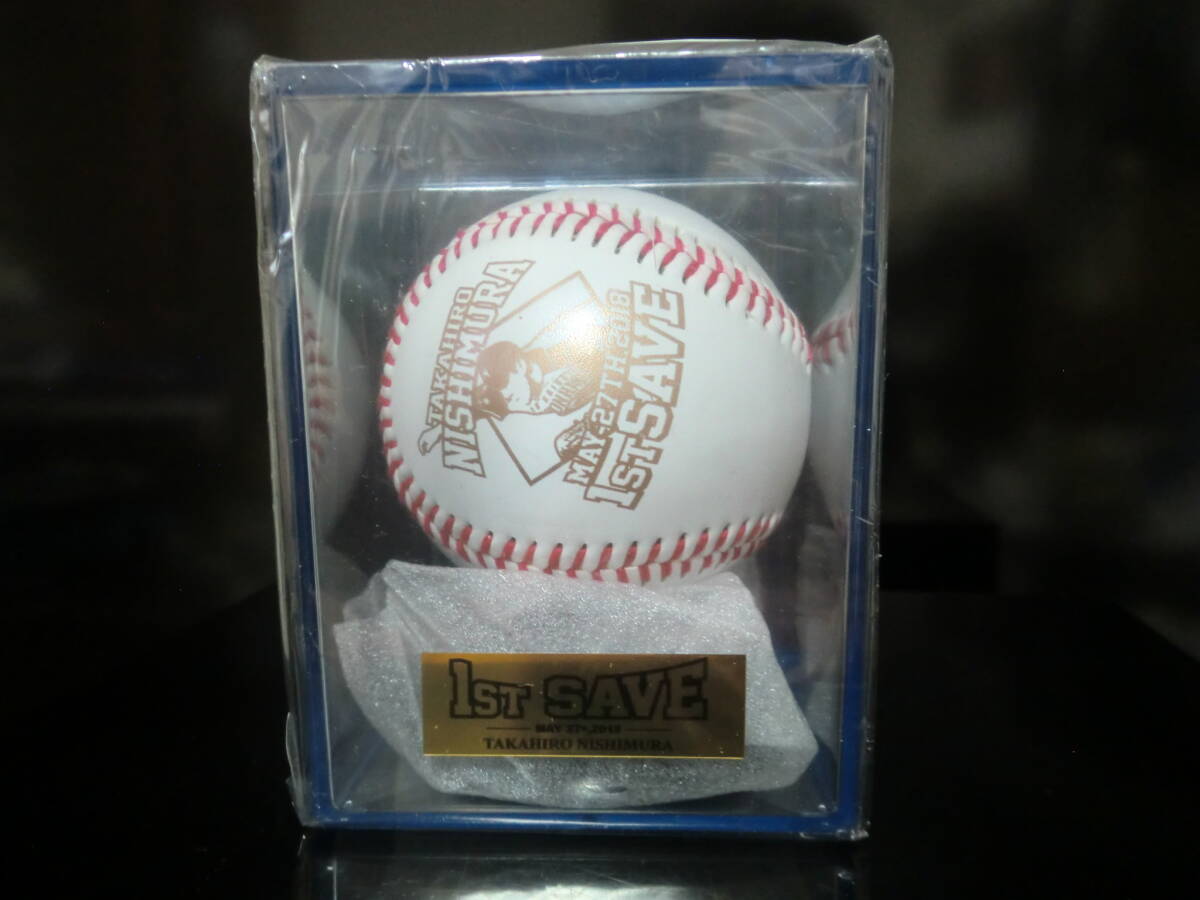 TAKAHIRO
NISHIMURA
MAY-27TH.2018
1ST SAVE
1ST SAVE
MAY 27th,2018
TAKAHIRO NISHIMURA